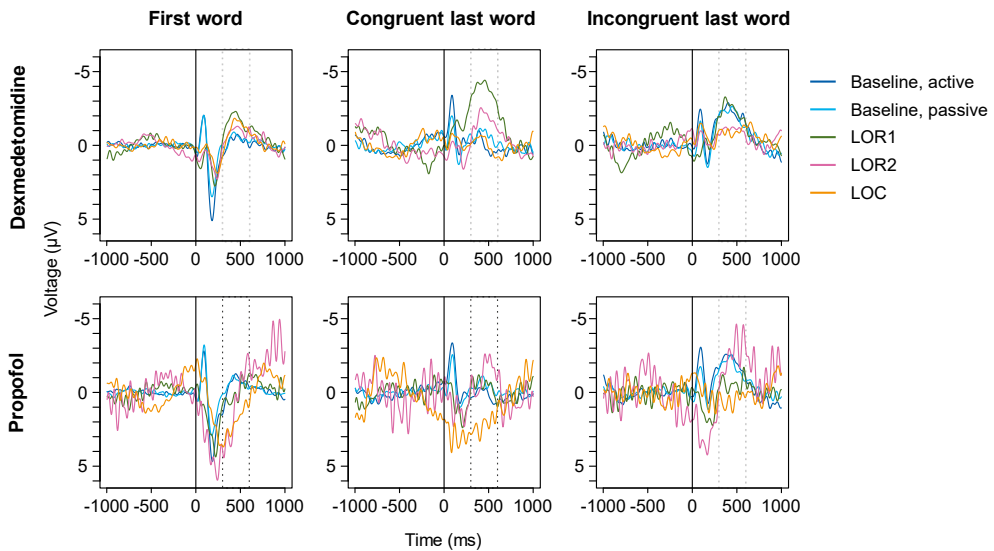 First word
Congruent last word
Incongruent last word
Dexmedetomidine
Propofol
Voltage (µV)
-5
0
5
-1000 -500 0 500 1000
-5
0
5
-1000 -500 0 500 1000
-5
0
5
-1000 -500 0 500 1000
Baseline, active
Baseline, passive
LOR1
LOR2
LOC
-5
0
5
-1000 -500 0 500 1000
-5
0
5
-1000 -500 0 500 1000
-5
0
5
-1000 -500 0 500 1000
Time (ms)